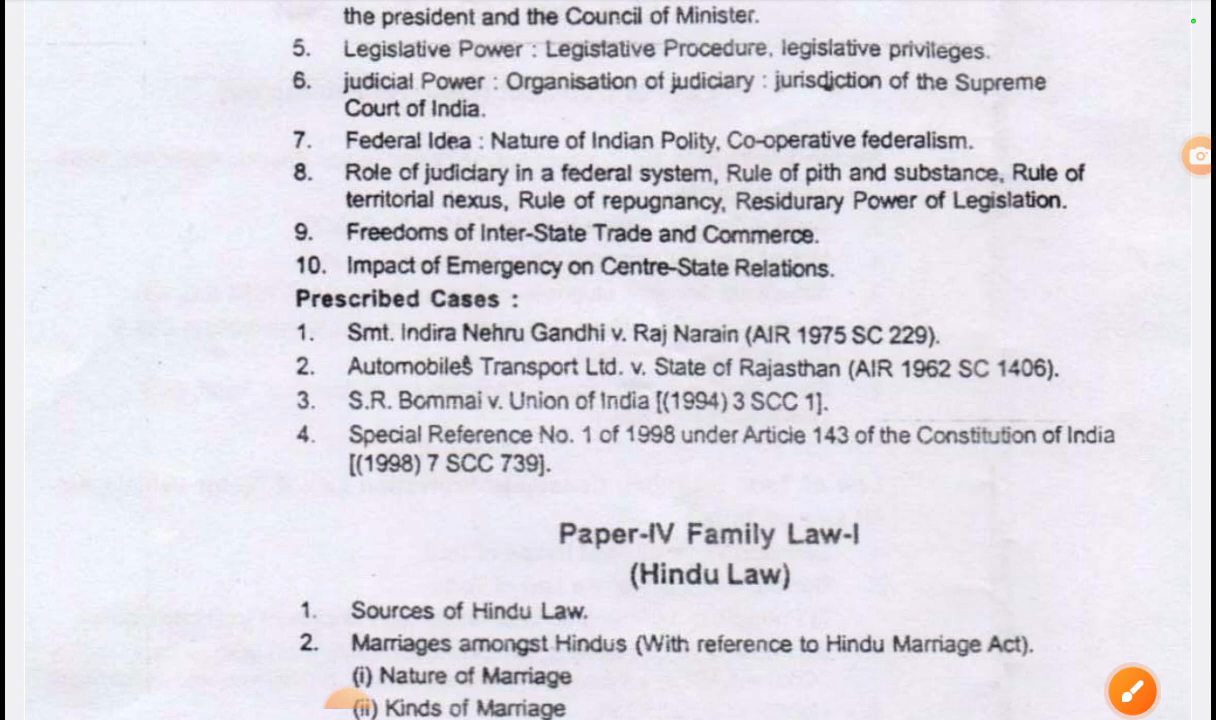 the president and the Council of Minister.
5. Legislative Power : Legislative Procedure, legislative privileges.
6. judicial Power : Organisation of judiciary : jurisdiction of the Supreme
Court of India.
7. Federal Idea : Nature of Indian Polity, Co-operative federalism.
8. Role of judiciary in a federal system, Rule of pith and substance, Rule of
territorial nexus, Rule of repugnancy, Residurary Power of Legislation.
9. Freedoms of Inter-State Trade and Commerce.
10. Impact of Emergency on Centre-State Relations.
Prescribed Cases :
1. Smt. Indira Nehru Gandhi v. Raj Narain (AIR 1975 SC 229).
2. Automobiles Transport Ltd. v. State of Rajasthan (AIR 1962 SC 1406).
3. S.R. Bommai v. Union of India [(1994) 3 SCC 1].
4. Special Reference No. 1 of 1998 under Article 143 of the Constitution of India
[(1998) 7 SCC 739].
Paper-IV Family Law-I
(Hindu Law)
1. Sources of Hindu Law.
2. Marriages amongst Hindus (With reference to Hindu Marriage Act).
(i) Nature of Marriage
(ii) Kinds of Marriage